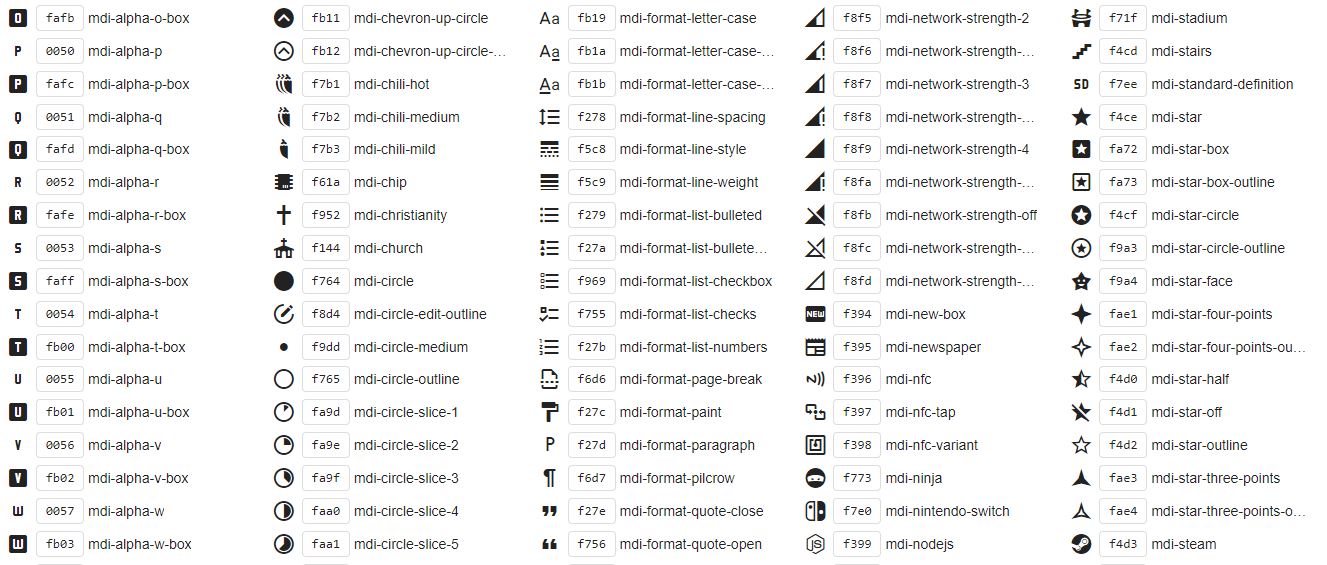 O fafb mdi-alpha-o-box fb11 mdi-chevron-up-circle Aa fb19 mdi-format-letter-case f8f5 mdi-network-strength-2 f71f mdi-stadium
P 0050 mdi-alpha-p fb12 mdi-chevron-up-circle-… Aa fb1a mdi-format-letter-case-… f8f6 mdi-network-strength-… f4cd mdi-stairs
P fafc mdi-alpha-p-box f7b1 mdi-chili-hot Aa fb1b mdi-format-letter-case-… f8f7 mdi-network-strength-3 SD f7ee mdi-standard-definition
Q 0051 mdi-alpha-q f7b2 mdi-chili-medium f278 mdi-format-line-spacing f8f8 mdi-network-strength-… f4ce mdi-star
Q fafd mdi-alpha-q-box f7b3 mdi-chili-mild f5c8 mdi-format-line-style f8f9 mdi-network-strength-4 fa72 mdi-star-box
R 0052 mdi-alpha-r f61a mdi-chip f5c9 mdi-format-line-weight f8fa mdi-network-strength-… fa73 mdi-star-box-outline
R fafe mdi-alpha-r-box f952 mdi-christianity f279 mdi-format-list-bulleted f8fb mdi-network-strength-off f4cf mdi-star-circle
S 0053 mdi-alpha-s f144 mdi-church f27a mdi-format-list-bullete… f8fc mdi-network-strength-… f9a3 mdi-star-circle-outline
S faff mdi-alpha-s-box f764 mdi-circle f969 mdi-format-list-checkbox f8fd mdi-network-strength-… f9a4 mdi-star-face
T 0054 mdi-alpha-t f8d4 mdi-circle-edit-outline f755 mdi-format-list-checks NEW f394 mdi-new-box fae1 mdi-star-four-points
T fb00 mdi-alpha-t-box f9dd mdi-circle-medium 1 2 3 f27b mdi-format-list-numbers f395 mdi-newspaper fae2 mdi-star-four-points-ou…
U 0055 mdi-alpha-u f765 mdi-circle-outline f6d6 mdi-format-page-break f396 mdi-nfc f4d0 mdi-star-half
U fb01 mdi-alpha-u-box fa9d mdi-circle-slice-1 f27c mdi-format-paint f397 mdi-nfc-tap f4d1 mdi-star-off
V 0056 mdi-alpha-v fa9e mdi-circle-slice-2 P f27d mdi-format-paragraph f398 mdi-nfc-variant f4d2 mdi-star-outline
V fb02 mdi-alpha-v-box fa9f mdi-circle-slice-3 ¶ f6d7 mdi-format-pilcrow f773 mdi-ninja fae3 mdi-star-three-points
W 0057 mdi-alpha-w faa0 mdi-circle-slice-4 ” f27e mdi-format-quote-close f7e0 mdi-nintendo-switch fae4 mdi-star-three-points-o…
W fb03 mdi-alpha-w-box faa1 mdi-circle-slice-5 “ f756 mdi-format-quote-open JS f399 mdi-nodejs f4d3 mdi-steam